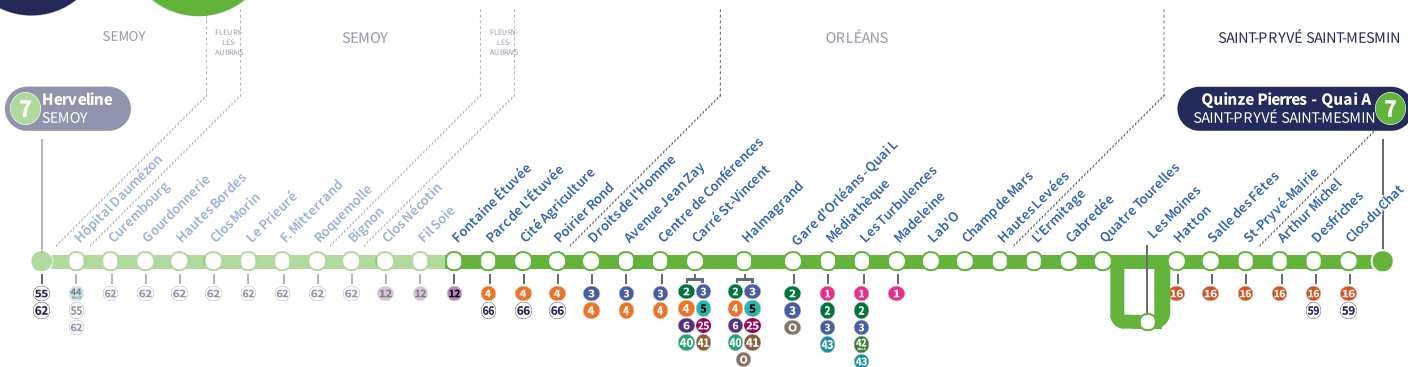 SEMOY
FLEURY-
LES-
AUBRAIS
SEMOY
FLEURY-
LES-
AUBRAIS
ORLÉANS
SAINT-PRYVÉ SAINT-MESMIN
7 Herveline
SEMOY
Quinze Pierres - Quai A 7
SAINT-PRYVÉ SAINT-MESMIN
Hôpital Daumézon
Curembourg
Gourdonnerie
Hautes Bordes
Clos Morin
Le Prieuré
F. Mitterrand
Roquemolle
Bignon
Clos Nécotin
Fil Soie
Fontaine Étuvée
Parc de L'Étuvée
Cité Agriculture
Poirier Rond
Droits de l'Homme
Avenue Jean Zay
Centre de Conférences
Carré St-Vincent
Halmagrand
Gare d'Orléans - Quai L
Médiathèque
Les Turbulences
Madeleine
Lab'O
Champ de Mars
Hautes Levées
L'Ermitage
Cabredée
Quatre Tourelles
Les Moines
Hatton
Salle des Fêtes
St-Pryvé-Mairie
Arthur Michel
Desfriches
Clos du Chat
55 44 62 62 62 62 62 62 62 62 12 12 12 4 4 4 3 3 3 2 3 2 3 2 1 1 1 16 16 16 16 16 16
62 55 66 66 66 4 4 4 4 5 4 5 3 2 2 59 59
62 6 25 6 25 O 3 3
40 41 40 41 43 42
O 43